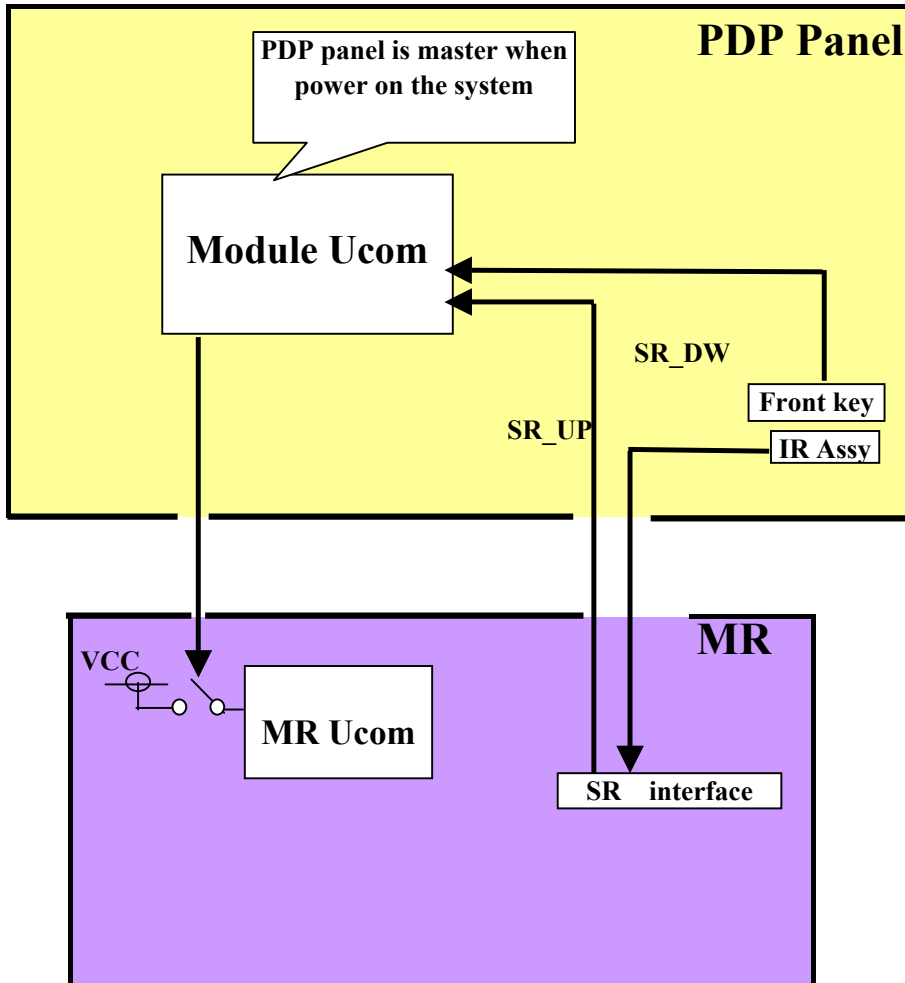 PDP Panel
PDP panel is master when
power on the system
Module Ucom
SR_DW
Front key
SR_UP
IR Assy
MR
VCC
MR Ucom
SR interface